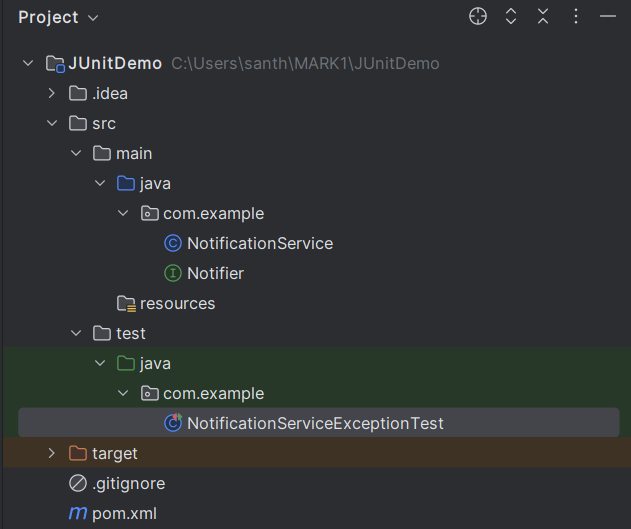 Project
JUnitDemo C:\Users\santh\MARK1\JUnitDemo
.idea
src
main
java
com.example
C NotificationService
I Notifier
resources
test
java
com.example
C NotificationServiceExceptionTest
target
.gitignore
m pom.xml